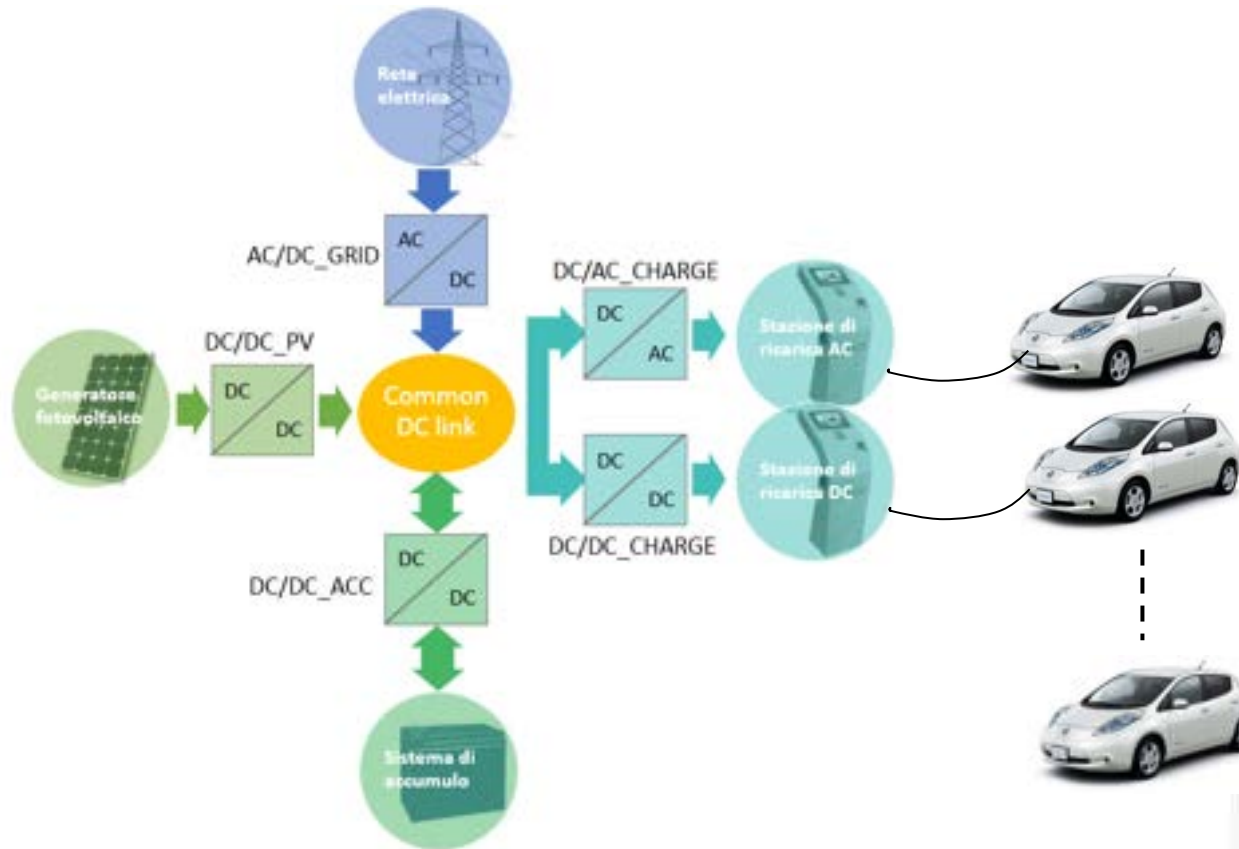 Rete
elettrica
AC/DC_GRID
AC
DC
DC/AC_CHARGE
DC
AC
Stazione di
ricarica AC
DC/DC_PV
DC
DC
Generatore
fotovoltaico
Common
DC link
DC
DC
DC/DC_CHARGE
Stazione di
ricarica DC
DC/DC_ACC
DC
DC
Sistema di
accumulo